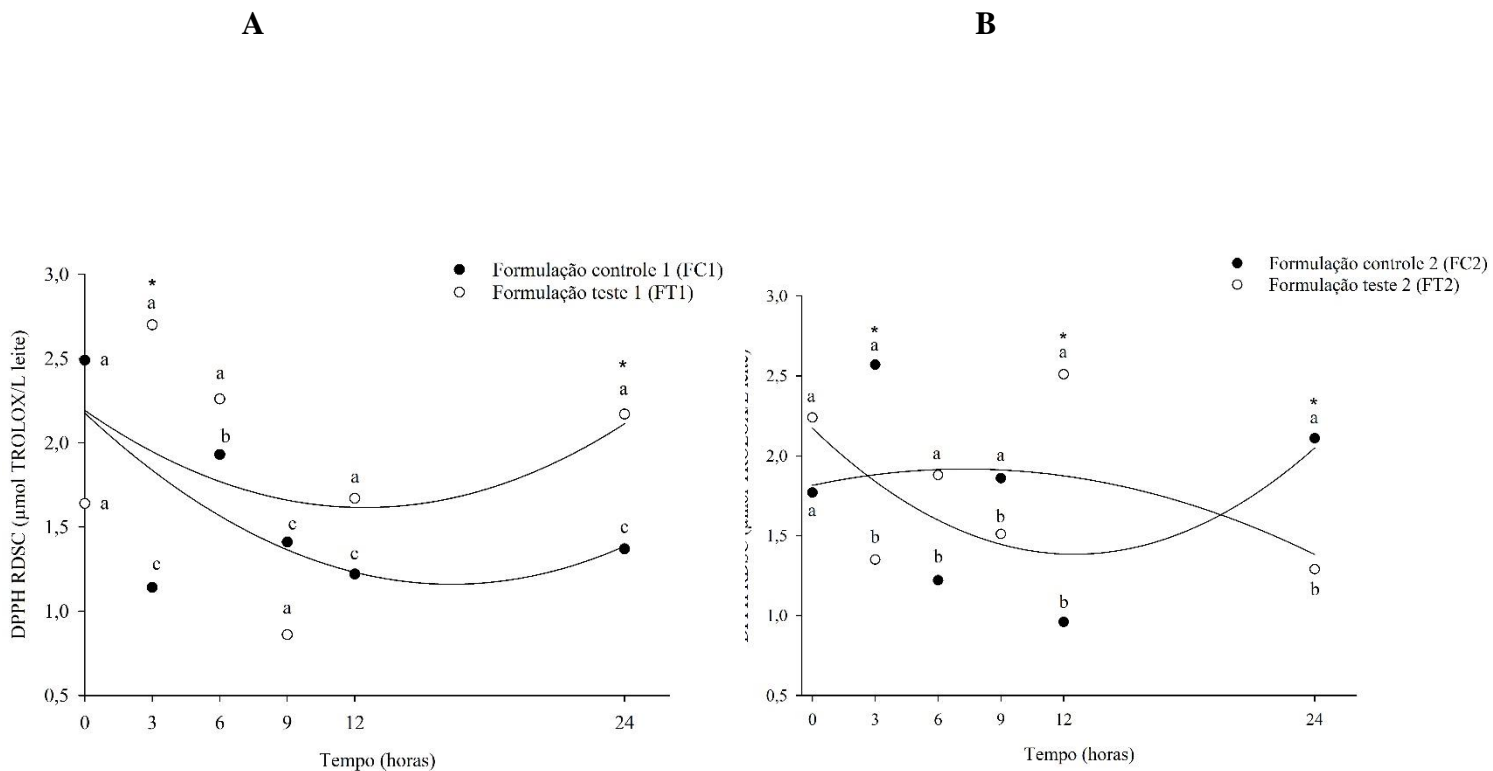 A
B
Formulação controle 1 (FC1)
Formulação teste 1 (FT1)
3,0
2,5
2,0
1,5
1,0
0,5
DPPH RDSC (µmol TROLOX/L leite)
a
a
*
a
c
a
b
c
a
a
c
*
a
c
0
3
6
9
12
24
Tempo (horas)
Formulação controle 2 (FC2)
Formulação teste 2 (FT2)
3,0
2,5
2,0
1,5
1,0
0,5
a
a
*
a
b
a
b
a
b
*
a
b
*
a
b
0
3
6
9
12
24
Tempo (horas)